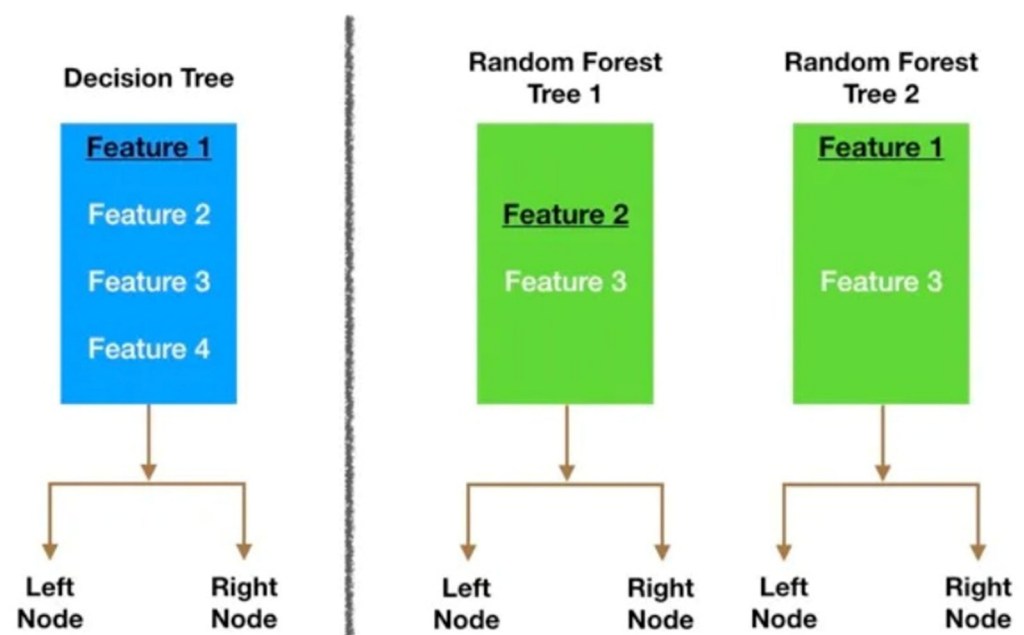 Decision Tree
Feature 1
Feature 2
Feature 3
Feature 4
Left
Node
Right
Node
Random Forest
Tree 1
Feature 2
Feature 3
Left
Node
Right
Node
Random Forest
Tree 2
Feature 1
Feature 3
Left
Node
Right
Node